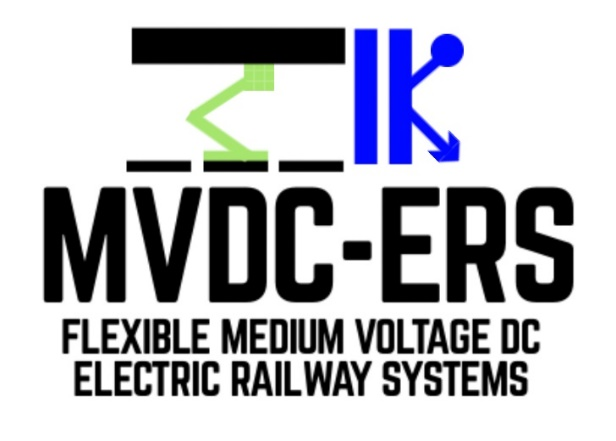 MVDC-ERS
FLEXIBLE MEDIUM VOLTAGE DC
ELECTRIC RAILWAY SYSTEMS